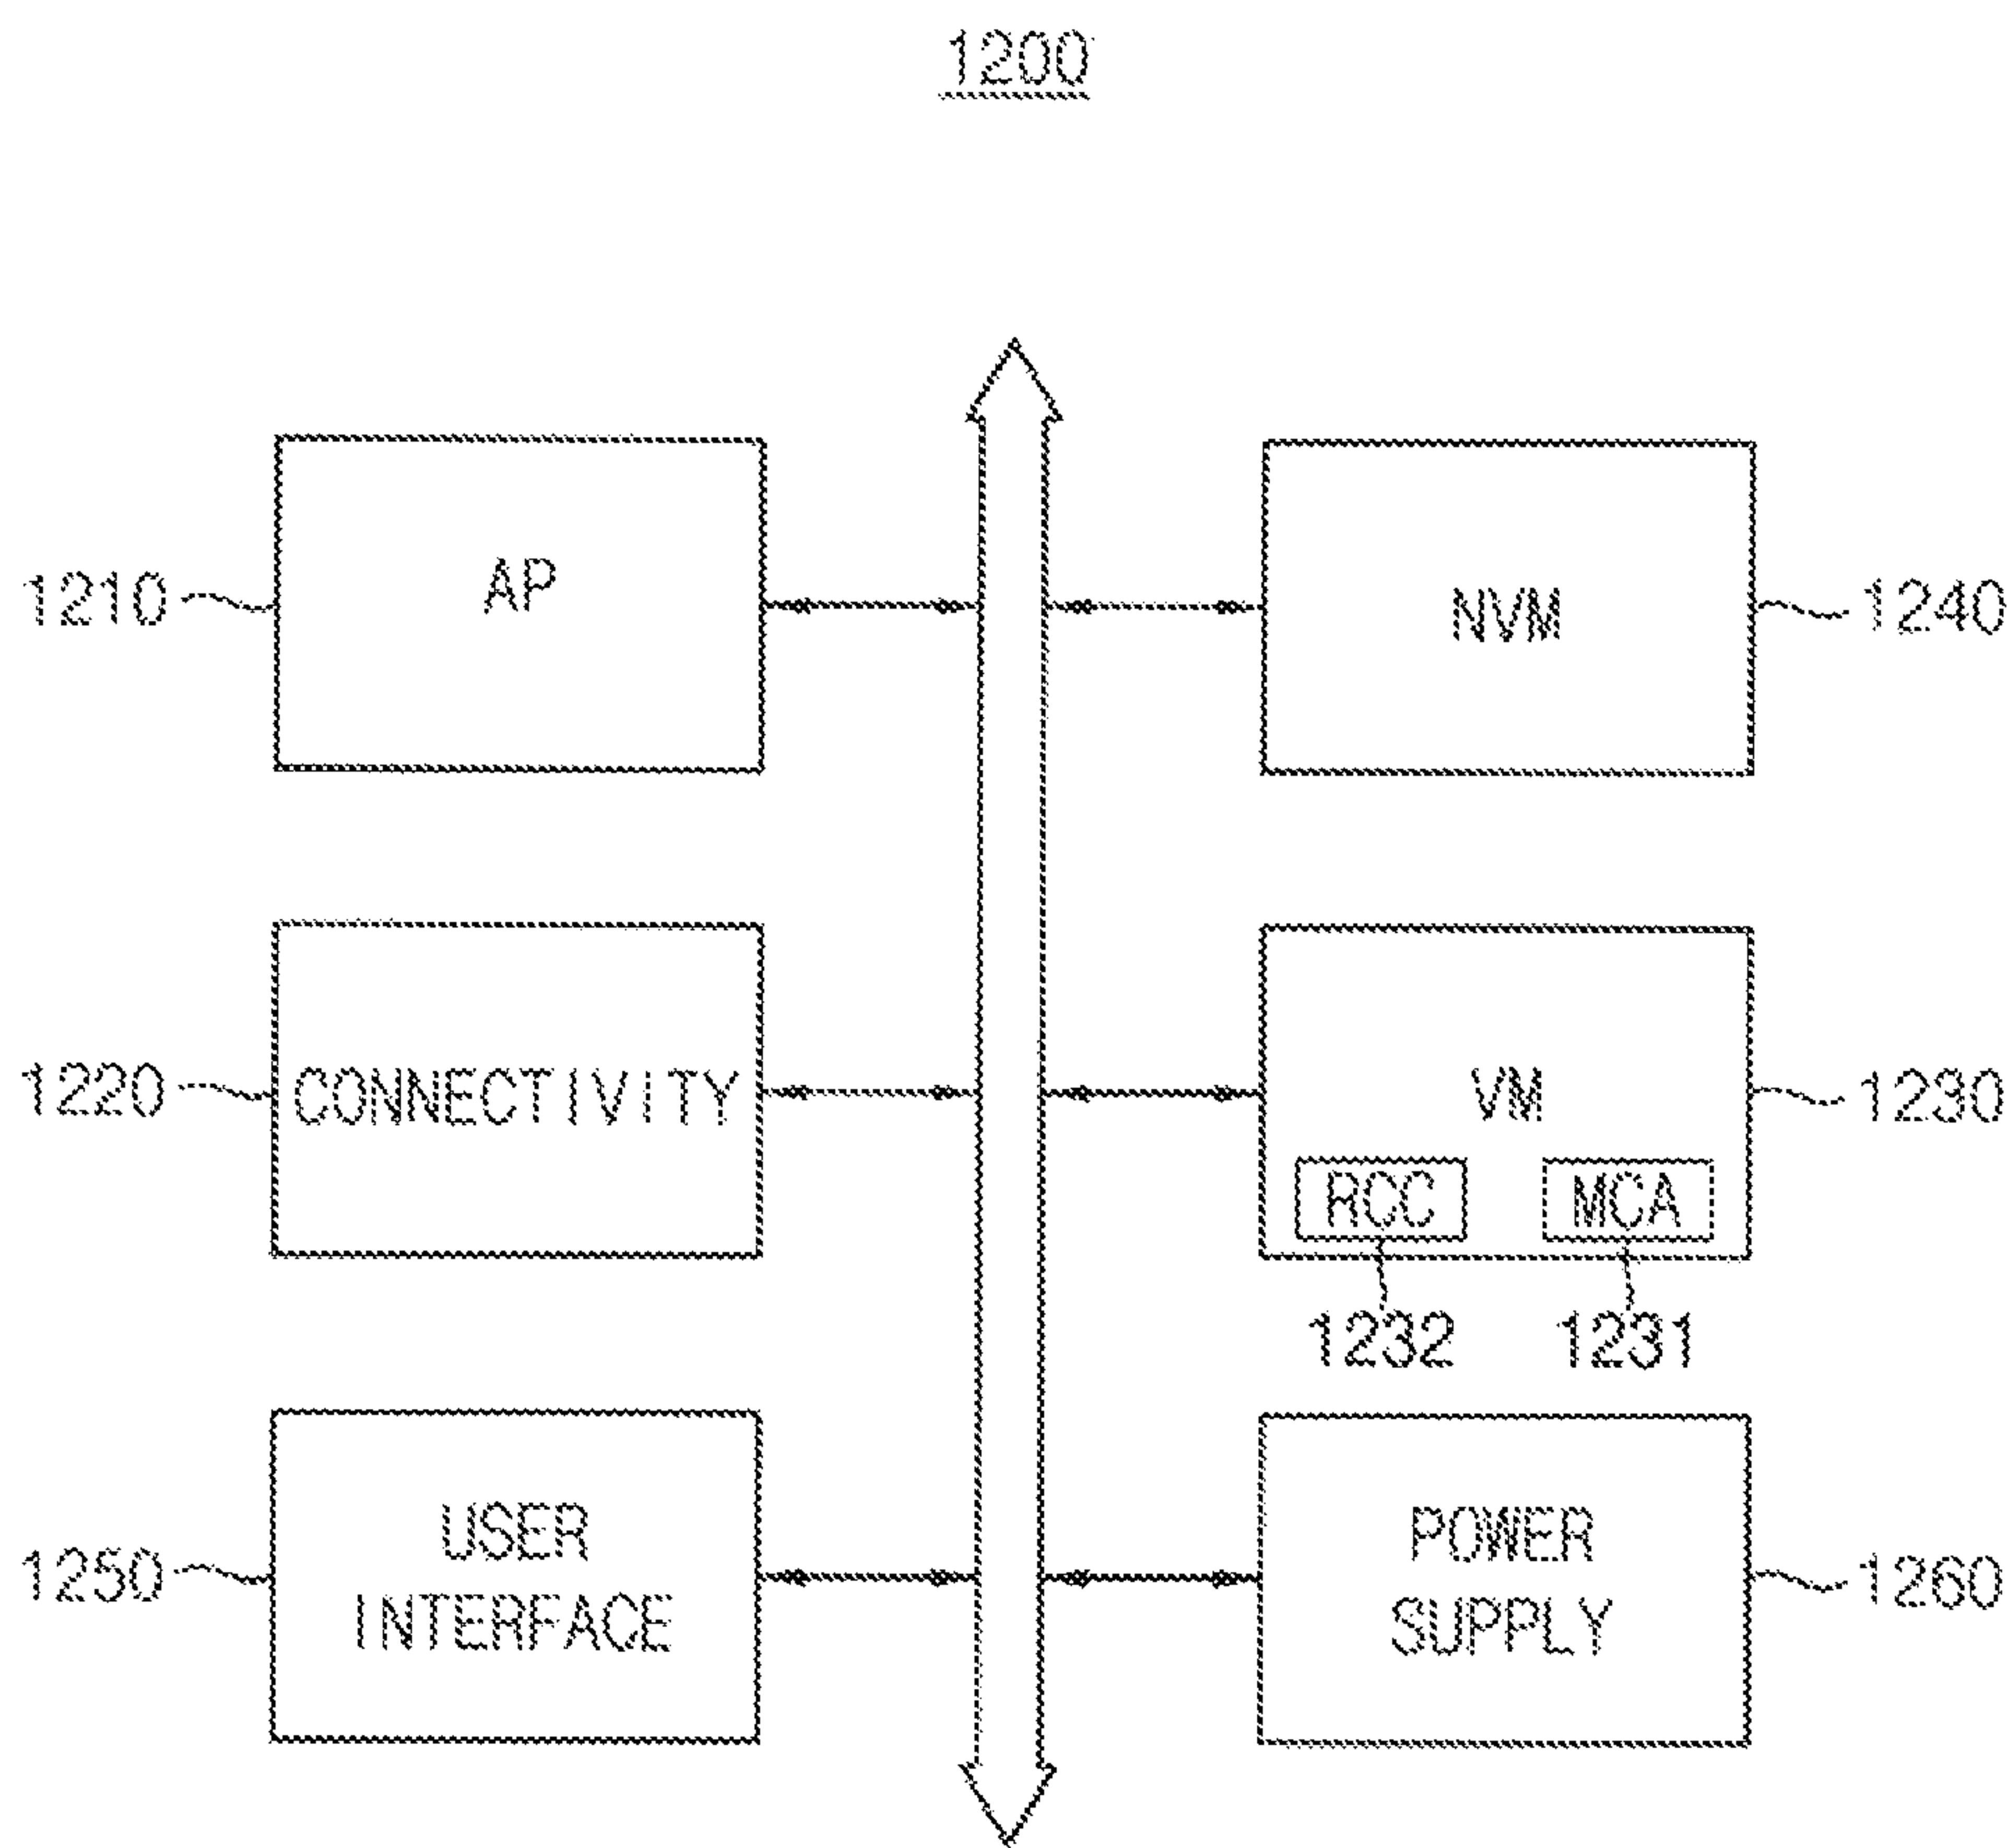 1200
1210
AP
NVM
1240
1220
CONNECTIVITY
VM
1230
RCC
MCA
1232
1231
1250
USER
INTERFACE
POWER
SUPPLY
1260